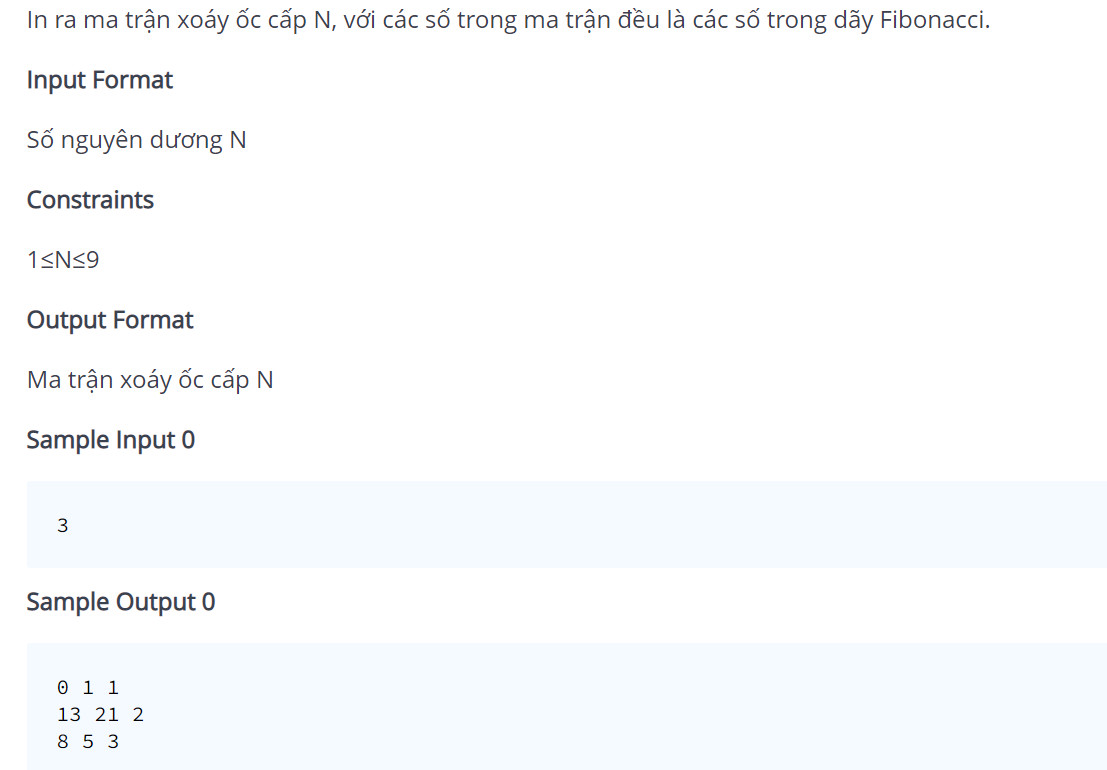 In ra ma trận xoáy ốc cấp N, với các số trong ma trận đều là các số trong dãy Fibonacci.
Input Format
Số nguyên dương N
Constraints
1≤N≤9
Output Format
Ma trận xoáy ốc cấp N
Sample Input 0
3
Sample Output 0
0 1 1
13 21 2
8 5 3